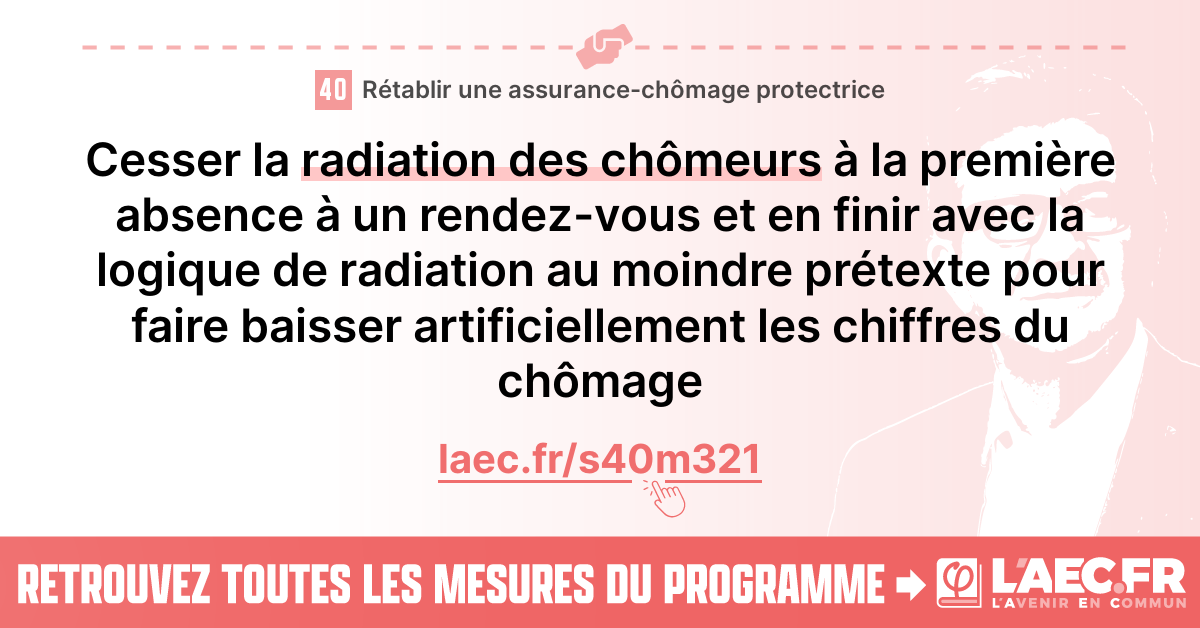 40 Rétablir une assurance-chômage protectrice
Cesser la radiation des chômeurs à la première
absence à un rendez-vous et en finir avec la
logique de radiation au moindre prétexte pour
faire baisser artificiellement les chiffres du
chômage
laec.fr/s40m321
RETROUVEZ TOUTES LES MESURES DU PROGRAMME
φ L'AEC.FR
L'AVENIR EN COMMUN